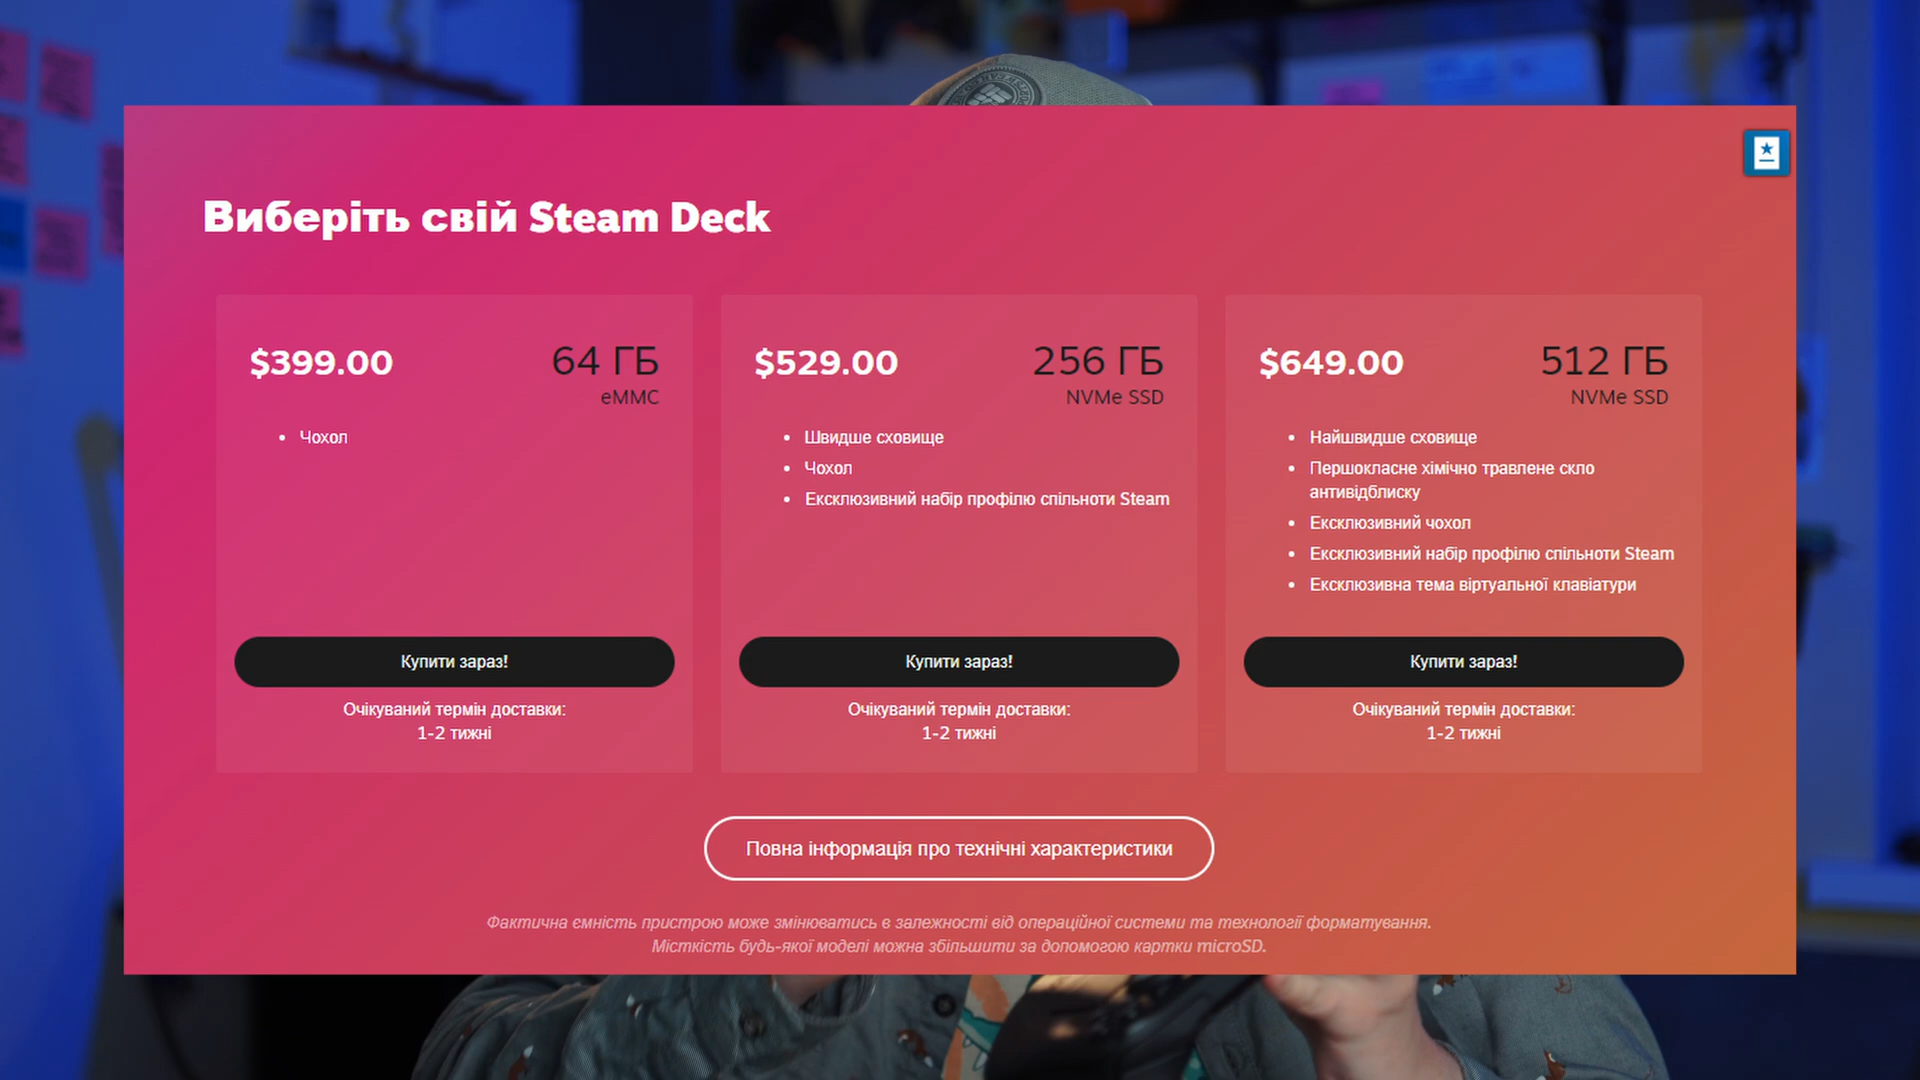 Виберіть свій Steam Deck
$399.00
64 ГБ
eMMC
• Чохол
Купити зараз!
Очікуваний термін доставки:
1-2 тижні
$529.00
256 ГБ
NVMe SSD
• Швидше сховище
• Чохол
• Ексклюзивний набір профілю спільноти Steam
Купити зараз!
Очікуваний термін доставки:
1-2 тижні
$649.00
512 ГБ
NVMe SSD
• Найшвидше сховище
• Першокласне хімічно травлене скло
антивідблиску
• Ексклюзивний чохол
• Ексклюзивний набір профілю спільноти Steam
• Ексклюзивна тема віртуальної клавіатури
Купити зараз!
Очікуваний термін доставки:
1-2 тижні
Повна інформація про технічні характеристики
Фактична ємність пристрою може змінюватись в залежності від операційної системи та технології форматування.
Місткість будь-якої моделі можна збільшити за допомогою картки microSD.